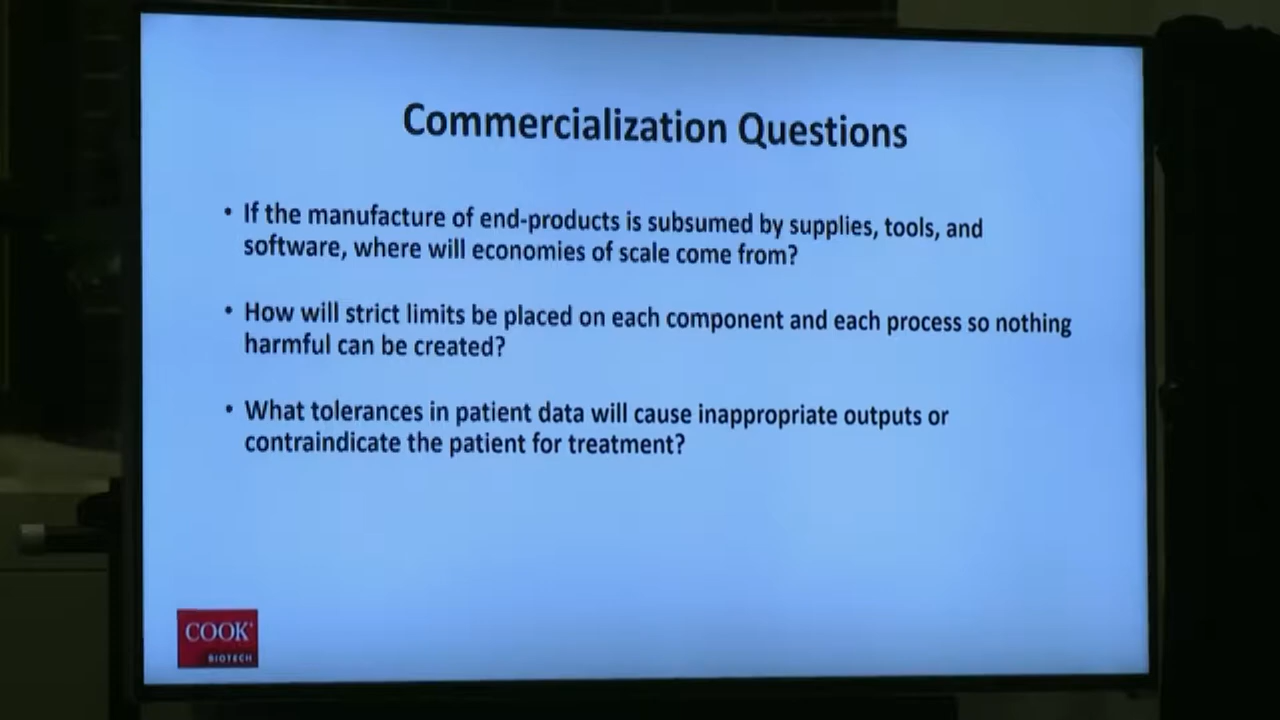 Commercialization Questions
• If the manufacture of end-products is subsumed by supplies, tools, and
software, where will economies of scale come from?
• How will strict limits be placed on each component and each process so nothing
harmful can be created?
• What tolerances in patient data will cause inappropriate outputs or
contraindicate the patient for treatment?
COOK
BIOTECH